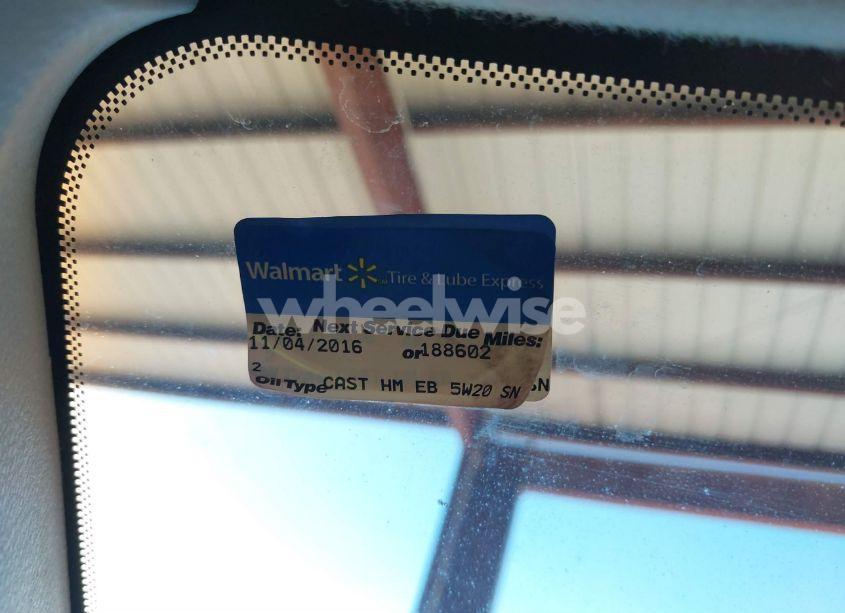 Walmart Tire & Lube Express
wheelwise
Next Service Due
Date: Miles:
11/04/2016 or 188602
2
Oil Type CAST HM EB 5W20 SN SN